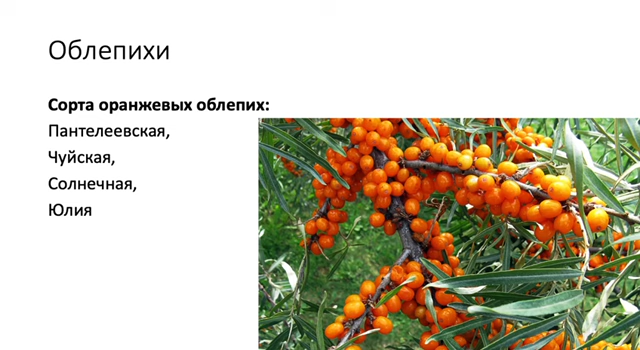 Облепихи
Сорта оранжевых облепих:
Пантелеевская,
Чуйская,
Солнечная,
Юлия